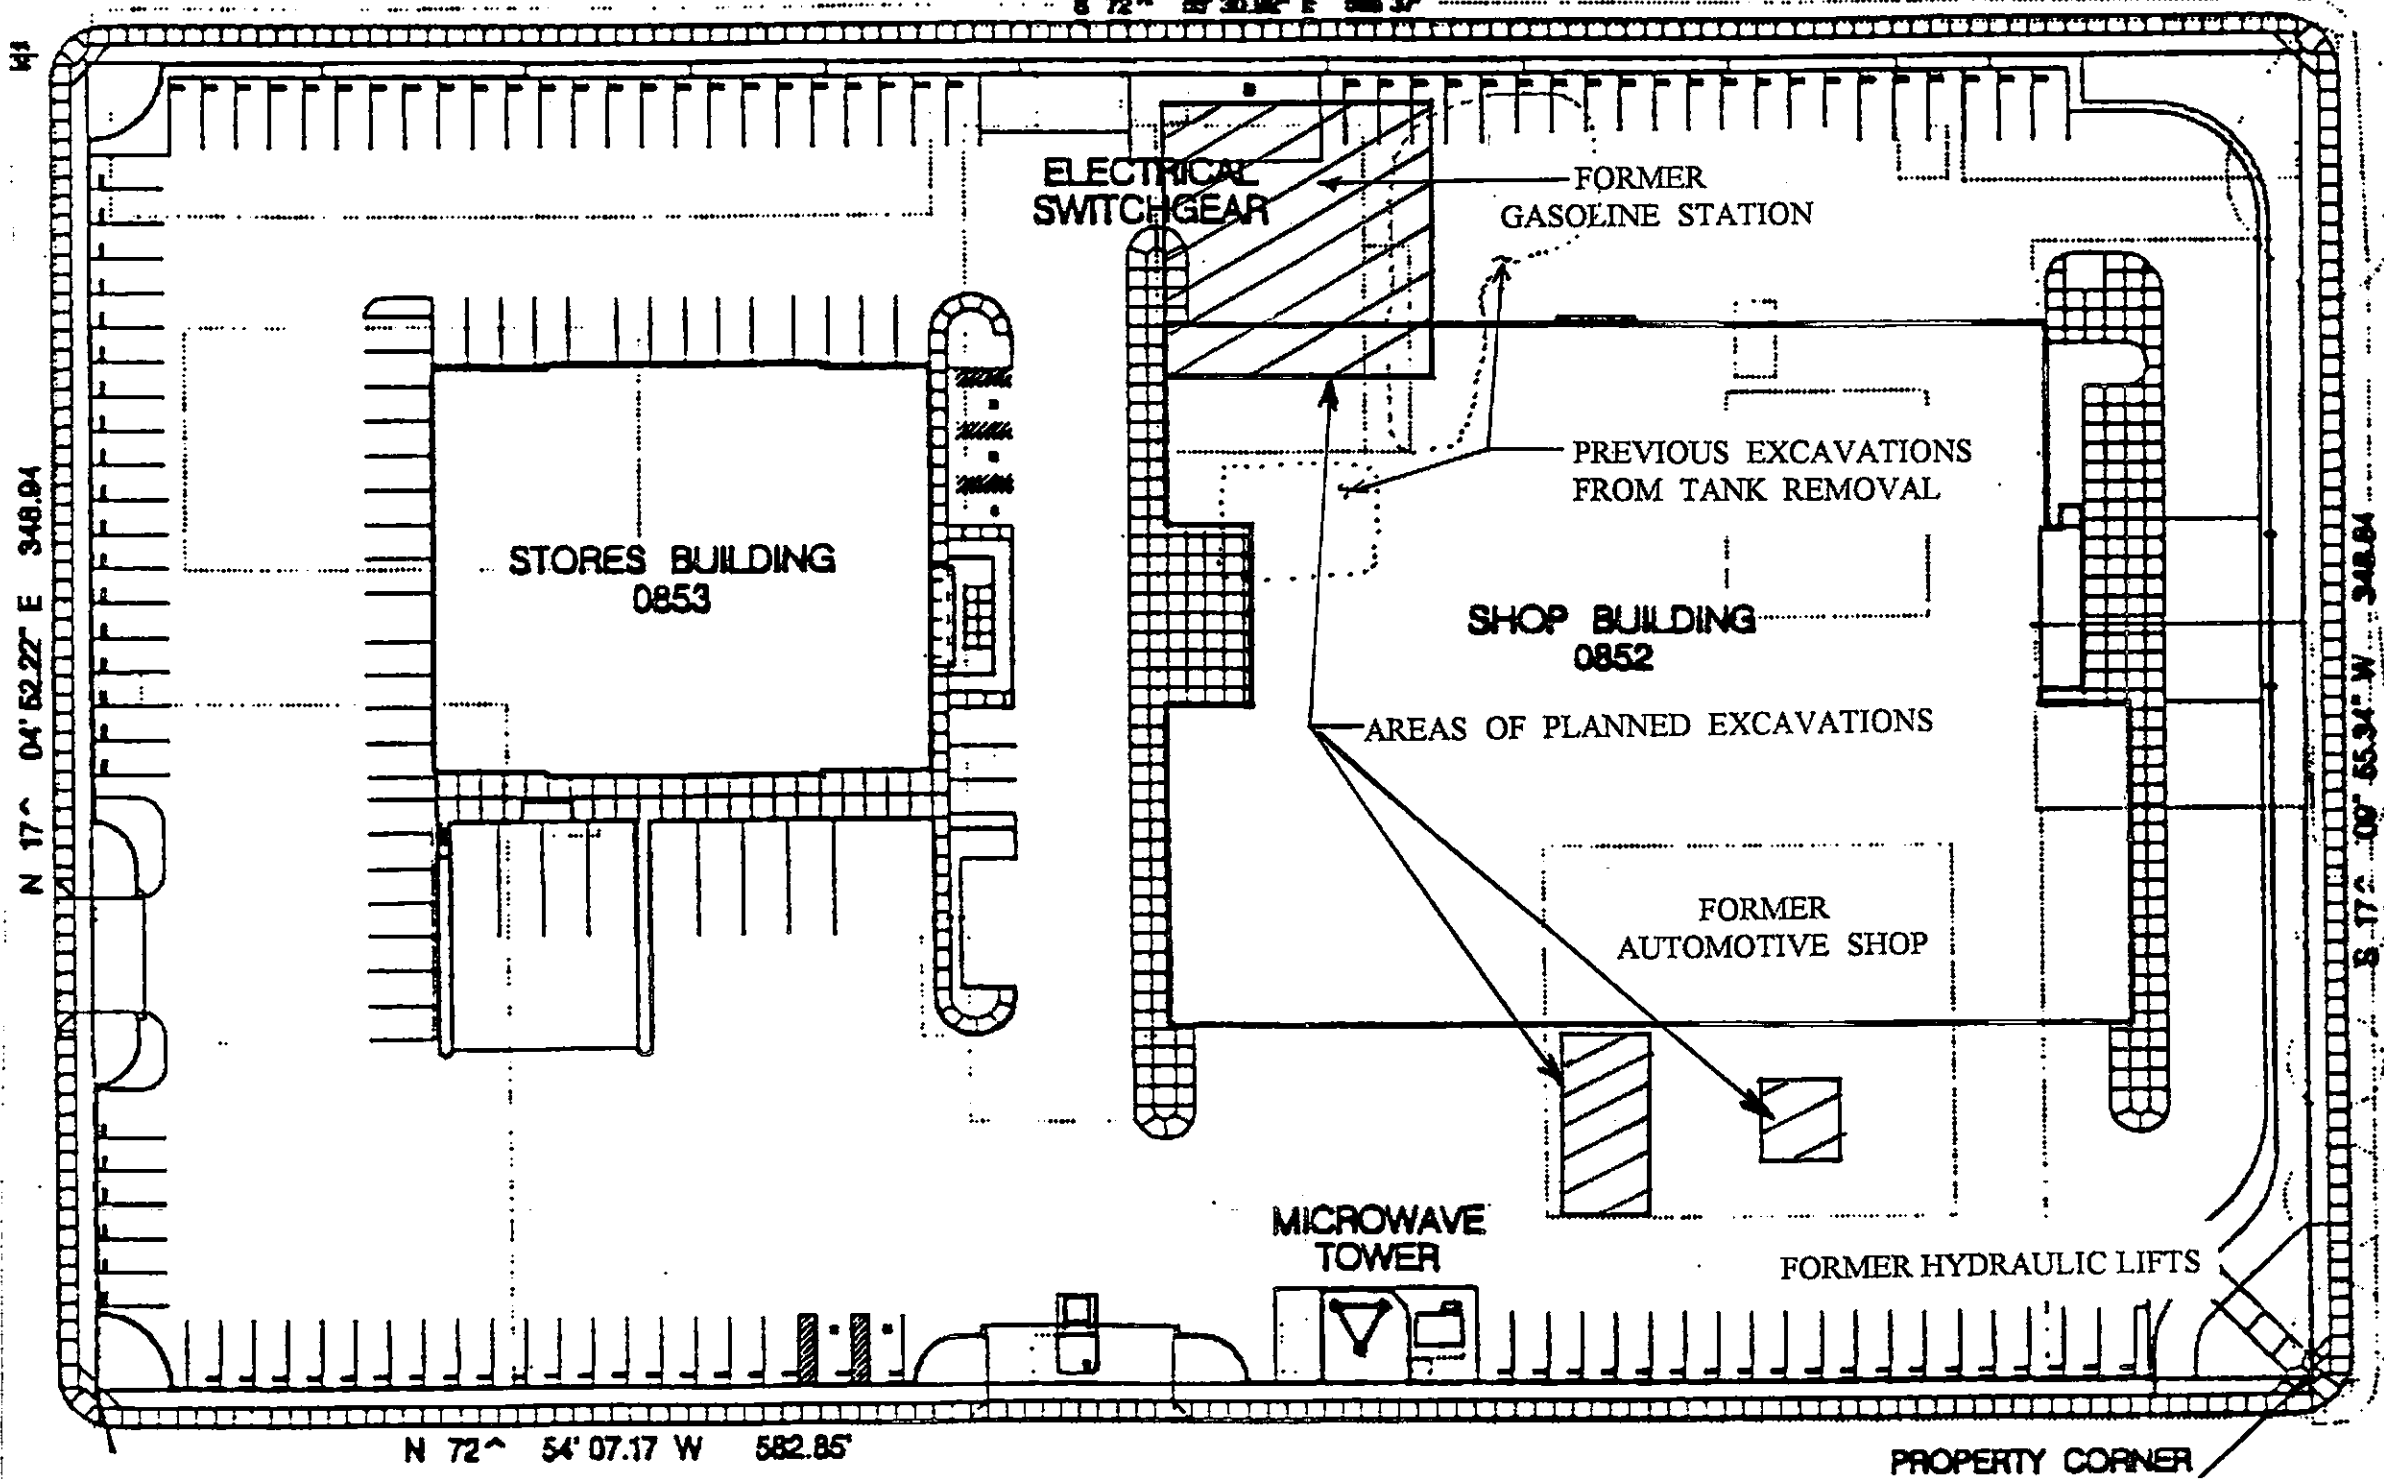 ELECTRICAL
SWITCHGEAR
FORMER
GASOLINE STATION
PREVIOUS EXCAVATIONS
FROM TANK REMOVAL
STORES BUILDING
0853
SHOP BUILDING
0852
AREAS OF PLANNED EXCAVATIONS
FORMER
AUTOMOTIVE SHOP
MICROWAVE
TOWER
FORMER HYDRAULIC LIFTS
N 17^ 04' 52.22" E 348.94
N 72^ 54' 07.17 W 582.85'
PROPERTY CORNER